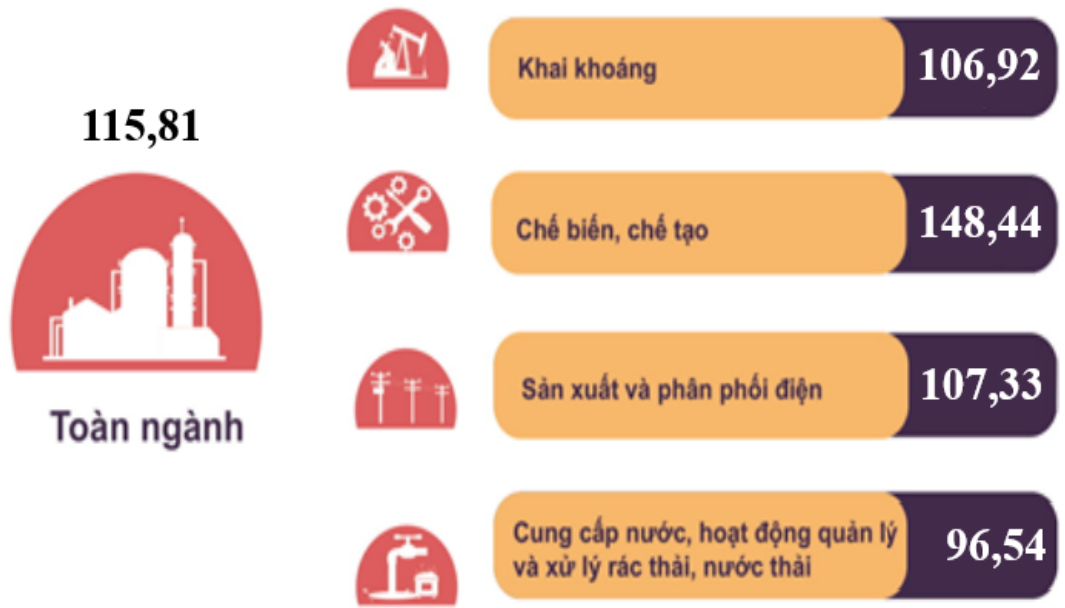 115,81
Toàn ngành
Khai khoáng
106,92
Chế biến, chế tạo
148,44
Sản xuất và phân phối điện
107,33
Cung cấp nước, hoạt động quản lý
và xử lý rác thải, nước thải
96,54